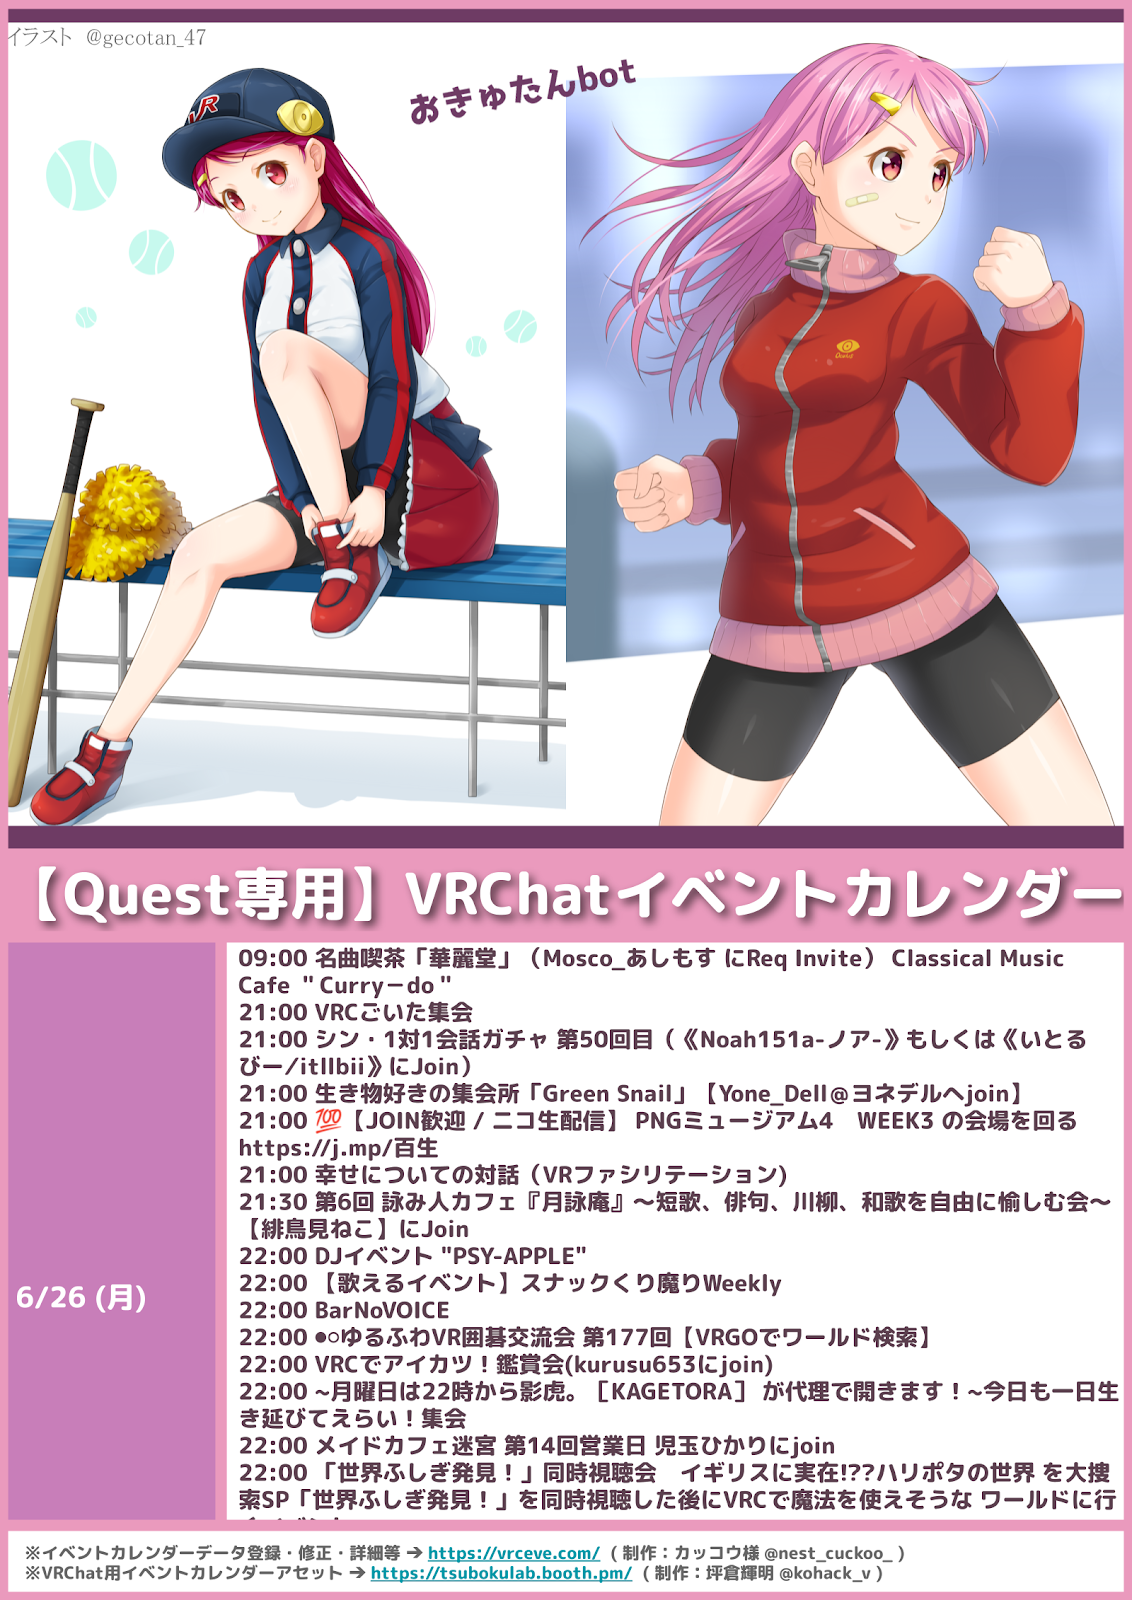 イラスト @gecotan_47
おきゅたんbot
VR
Quest
【Quest専用】VRChatイベントカレンダー
6/26 (月)
09:00 名曲喫茶「華麗堂」（Mosco_あしもす にReq Invite） Classical Music
Cafe ＂Curry－do＂
21:00 VRCごいた集会
21:00 シン・1対1会話ガチャ 第50回目（《Noah151a-ノア-》もしくは《いとる
びー/itllbii》にJoin）
21:00 生き物好きの集会所「Green Snail」【Yone_Dell＠ヨネデルへjoin】
21:00 💯【JOIN歓迎 / ニコ生配信】 PNGミュージアム4　WEEK3 の会場を回る
https://j.mp/百生
21:00 幸せについての対話（VRファシリテーション)
21:30 第6回 詠み人カフェ『月詠庵』～短歌、俳句、川柳、和歌を自由に愉しむ会～
【緋鳥見ねこ】にJoin
22:00 DJイベント "PSY-APPLE"
22:00 【歌えるイベント】スナックくり魔りWeekly
22:00 BarNoVOICE
22:00 ●○ゆるふわVR囲碁交流会 第177回【VRGOでワールド検索】
22:00 VRCでアイカツ！鑑賞会(kurusu653にjoin)
22:00 ~月曜日は22時から影虎。［KAGETORA］ が代理で開きます！~今日も一日生
き延びてえらい！集会
22:00 メイドカフェ迷宮 第14回営業日 児玉ひかりにjoin
22:00 「世界ふしぎ発見！」同時視聴会　イギリスに実在!??ハリポタの世界 を大捜
索SP「世界ふしぎ発見！」を同時視聴した後にVRCで魔法を使えそうな ワールドに行
※イベントカレンダーデータ登録・修正・詳細等 ➔ https://vrceve.com/ （制作：カッコウ様 @nest_cuckoo_ ）
※VRChat用イベントカレンダーアセット ➔ https://tsubokulab.booth.pm/ （制作：坪倉輝明 @kohack_v ）